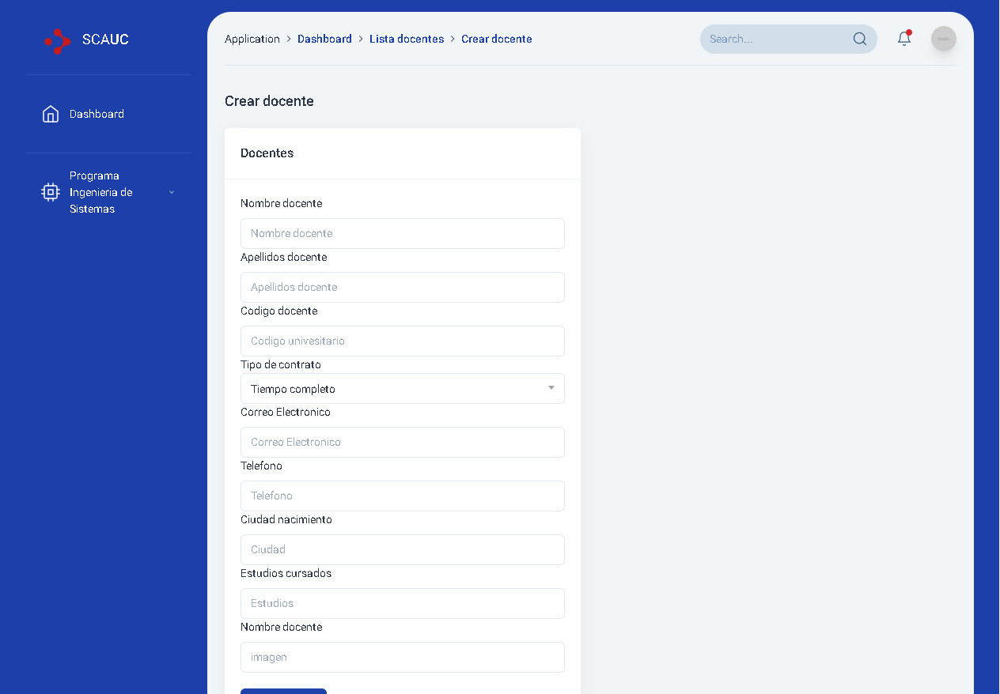 SCAUC
Application > Dashboard > Lista docentes > Crear docente
Search...
Dashboard
Programa
Ingenieria de
Sistemas
Crear docente
Docentes
Nombre docente
Nombre docente
Apellidos docente
Apellidos docente
Codigo docente
Codigo univesitario
Tipo de contrato
Tiempo completo
Correo Electronico
Correo Electronico
Telefono
Telefono
Ciudad nacimiento
Ciudad
Estudios cursados
Estudios
Nombre docente
imagen